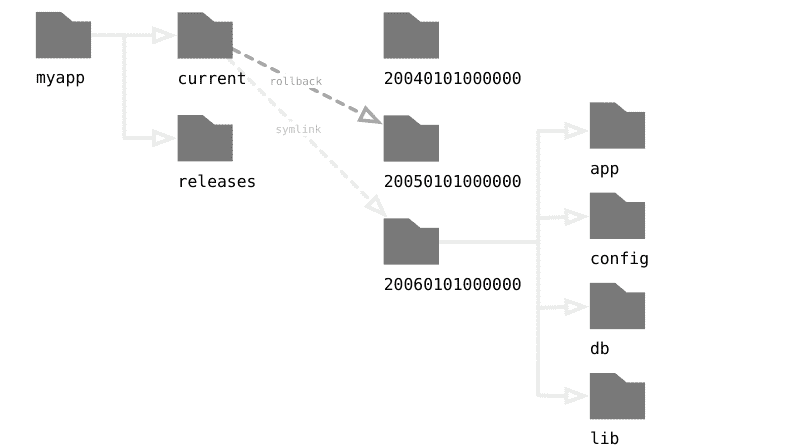 myapp
current
rollback
20040101000000
symlink
releases
20050101000000
app
20060101000000
config
db
lib